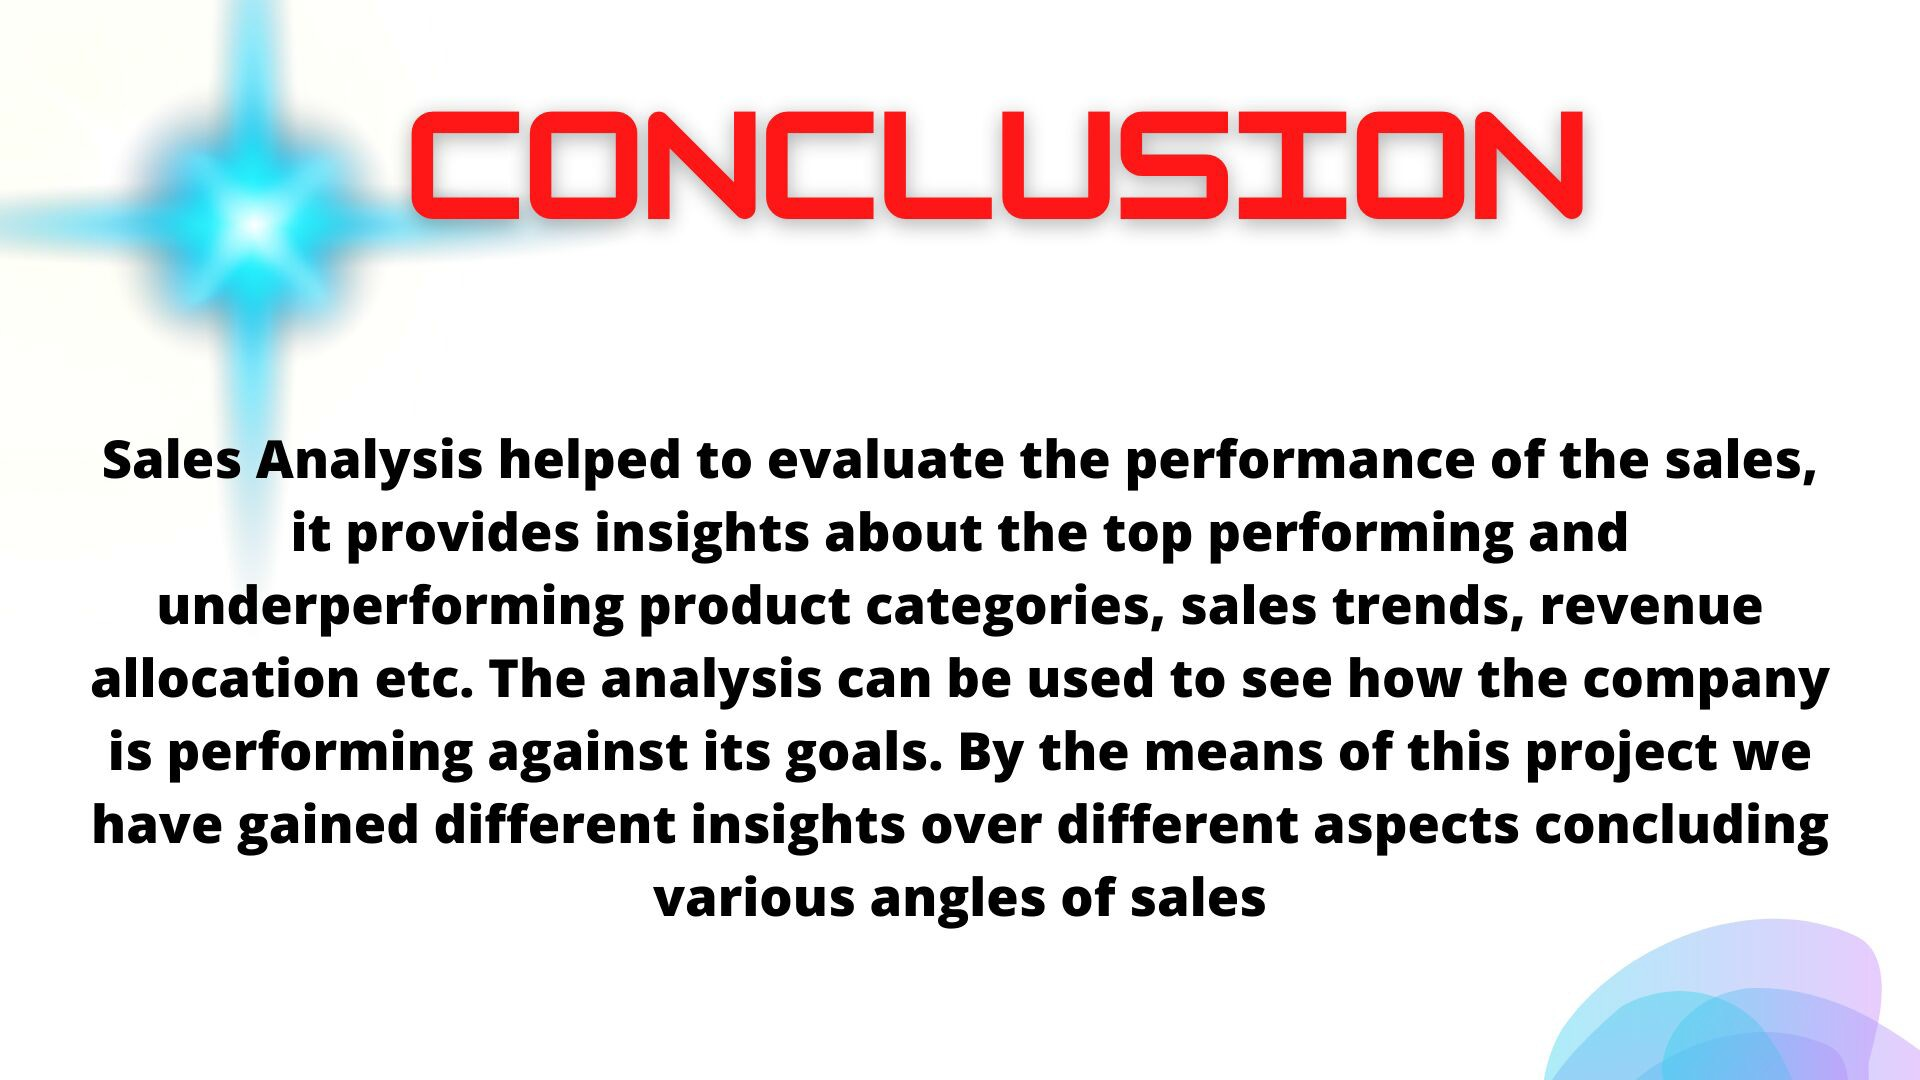 CONCLUSION
Sales Analysis helped to evaluate the performance of the sales,
it provides insights about the top performing and
underperforming product categories, sales trends, revenue
allocation etc. The analysis can be used to see how the company
is performing against its goals. By the means of this project we
have gained different insights over different aspects concluding
various angles of sales